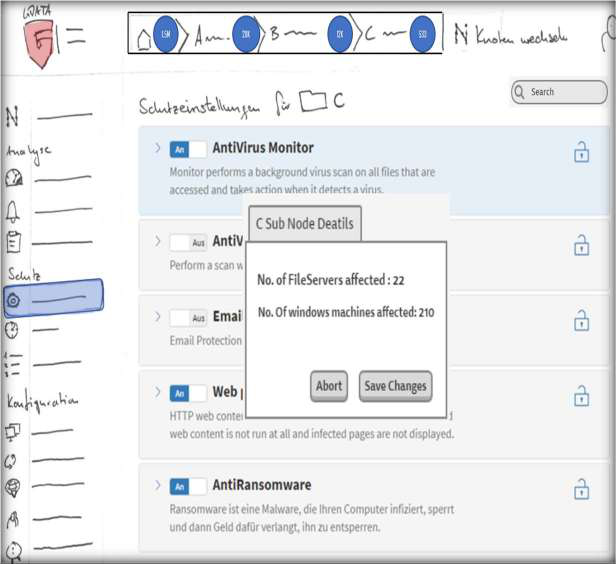 GDATA
1,5M
A
20K
B
12K
C
533
N Knoten wechseln
Schutzeinstellungen für C
Search
N
An
AntiVirus Monitor
Monitor performs a background virus scan on all files that are
accessed and takes action when it detects a virus.
Analyse
C Sub Node Deatils
Aus
AntiV
Perform a scan w
No. of FileServers affected : 22
No. Of windows machines affected: 210
Schutz
Aus
Email
Email Protection
Abort
Save Changes
An
Web p
HTTP web conte
web content is not run at all and infected pages are not displayed.
Konfiguration
An
AntiRansomware
Ransomware ist eine Malware, die Ihren Computer infiziert, sperrt
und dann Geld dafür verlangt, ihn zu entsperren.